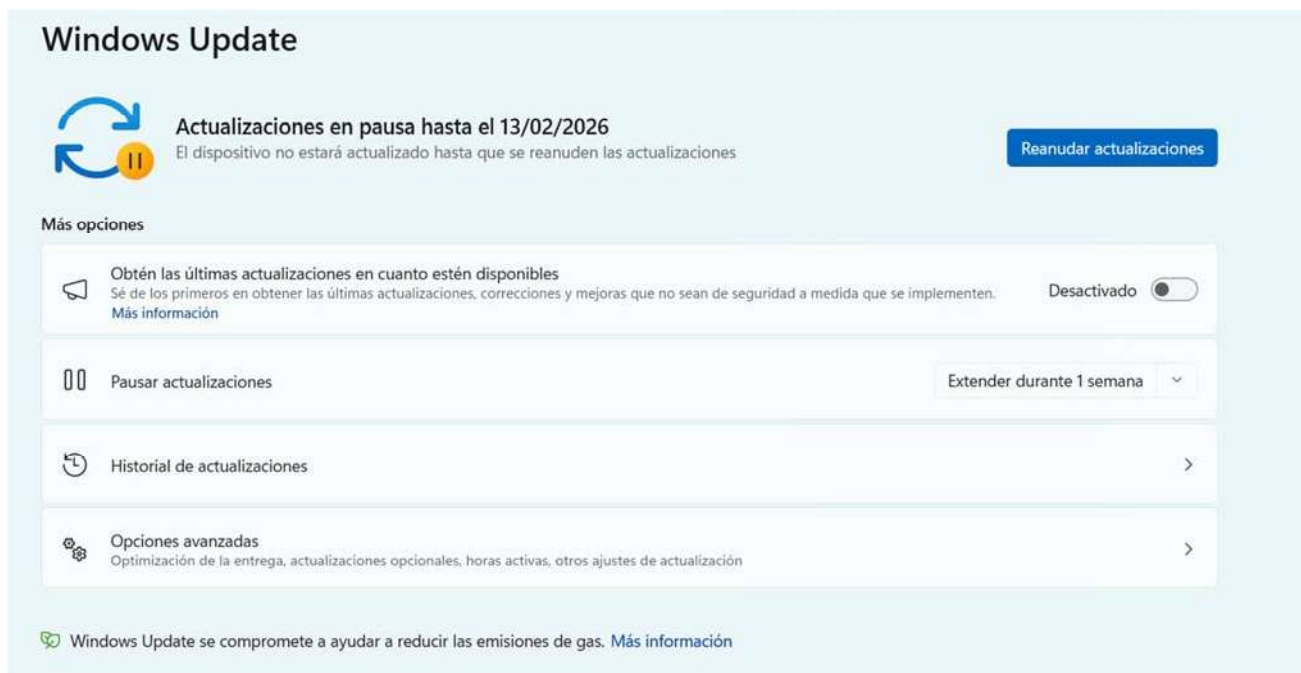 Windows Update
Actualizaciones en pausa hasta el 13/02/2026
El dispositivo no estará actualizado hasta que se reanuden las actualizaciones
Reanudar actualizaciones
Más opciones
Obtén las últimas actualizaciones en cuanto estén disponibles
Sé de los primeros en obtener las últimas actualizaciones, correcciones y mejoras que no sean de seguridad a medida que se implementen.
Más información
Desactivado
Pausar actualizaciones
Extender durante 1 semana
Historial de actualizaciones
Opciones avanzadas
Optimización de la entrega, actualizaciones opcionales, horas activas, otros ajustes de actualización
Windows Update se compromete a ayudar a reducir las emisiones de gas. Más información